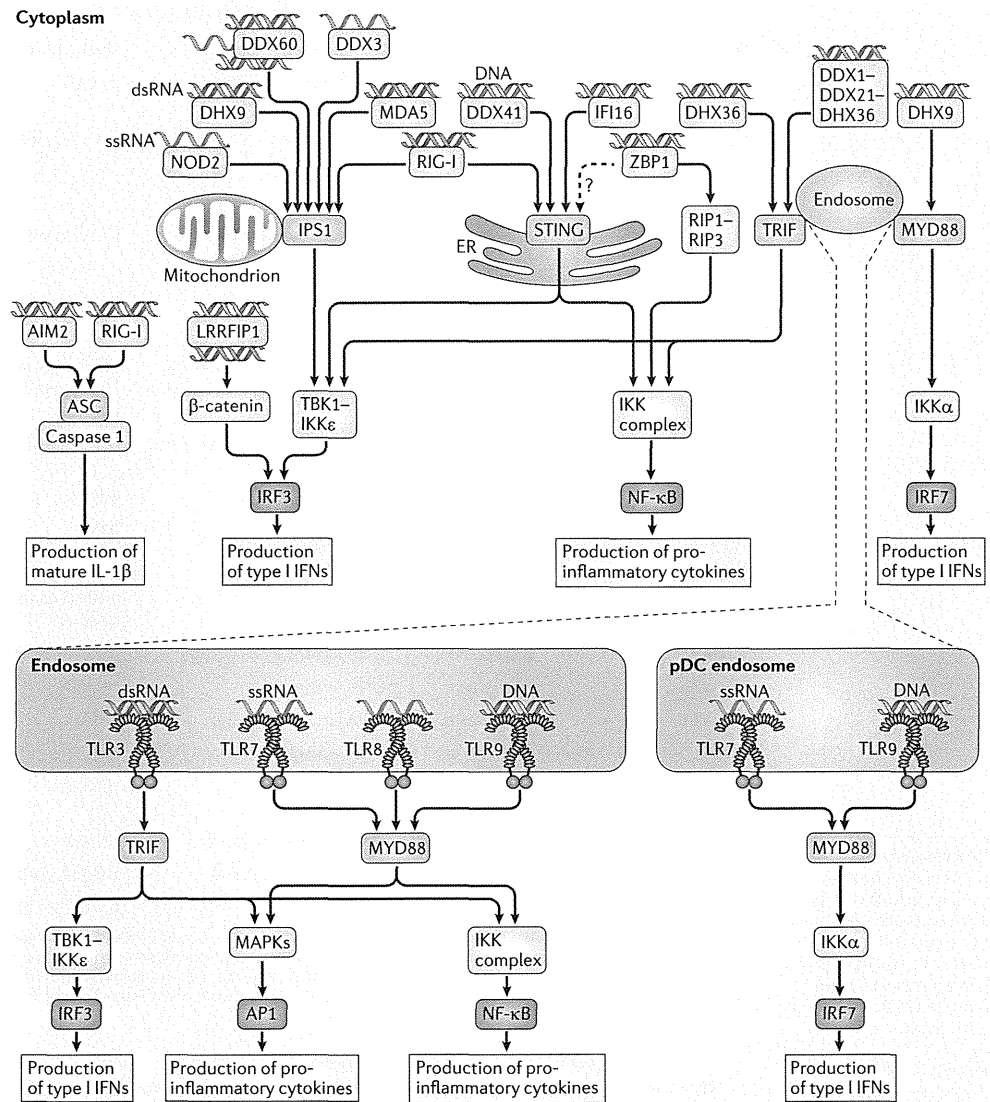 Cytoplasm
DDX60
DDX3
dsRNA
DHX9
MDA5
DNA
DDX41
IFI16
DHX36
DDX1–
DDX21–
DHX36
DHX9
ssRNA
NOD2
RIG-I
ZBP1
?
Endosome
IPS1
Mitochondrion
STING
ER
RIP1–
RIP3
TRIF
MYD88
AIM2
RIG-I
LRRFIP1
ASC
Caspase 1
β-catenin
TBK1–
IKKε
IKK
complex
IKKα
IRF3
NF-κB
IRF7
Production of
mature IL-1β
Production
of type I IFNs
Production of pro-
inflammatory cytokines
Production
of type I IFNs
Endosome
dsRNA
ssRNA
DNA
TLR3
TLR7
TLR8
TLR9
pDC endosome
ssRNA
DNA
TLR7
TLR9
TRIF
MYD88
MYD88
TBK1–
IKKε
MAPKs
IKK
complex
IKKα
IRF3
AP1
NF-κB
IRF7
Production
of type I IFNs
Production of pro-
inflammatory cytokines
Production of pro-
inflammatory cytokines
Production
of type I IFNs